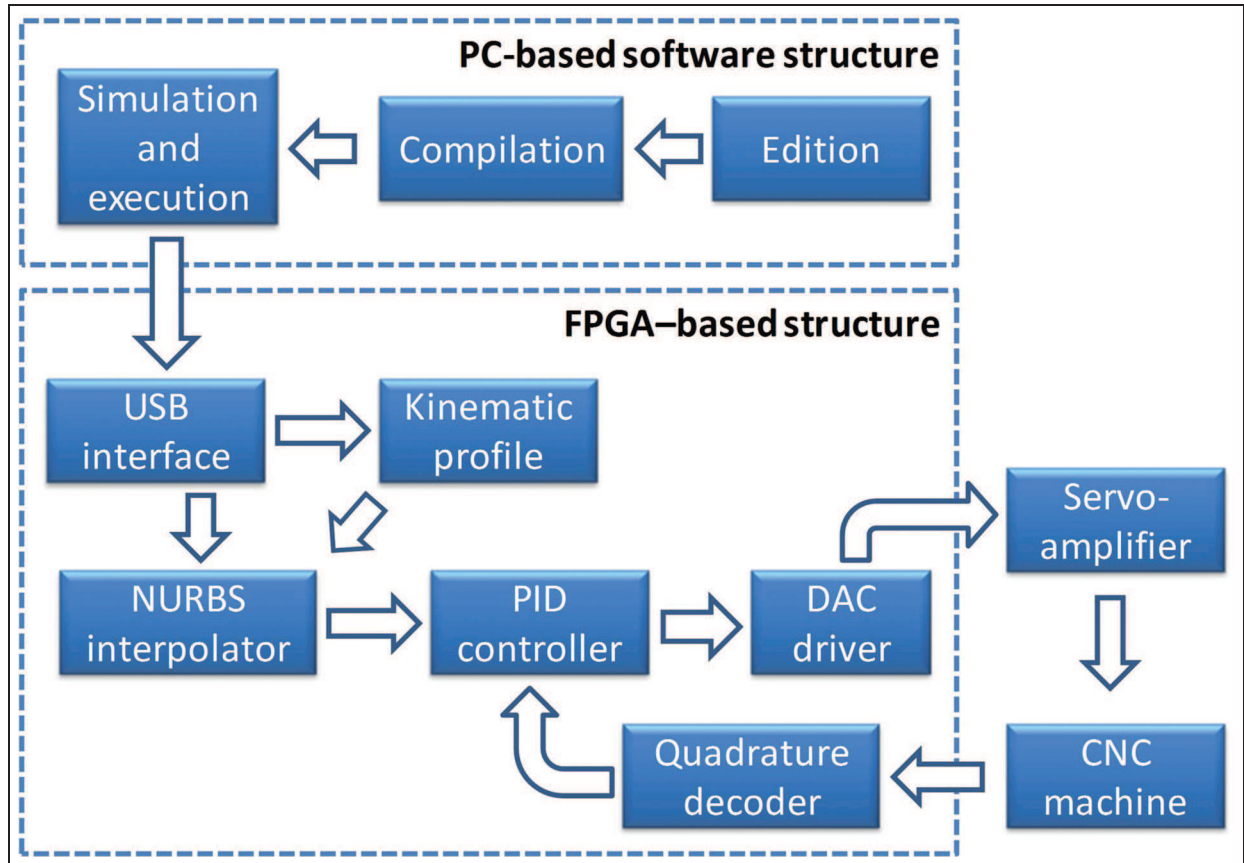 PC-based software structure
Simulation
and
execution
Compilation
Edition
FPGA–based structure
USB
interface
Kinematic
profile
NURBS
interpolator
PID
controller
DAC
driver
Servo-
amplifier
Quadrature
decoder
CNC
machine